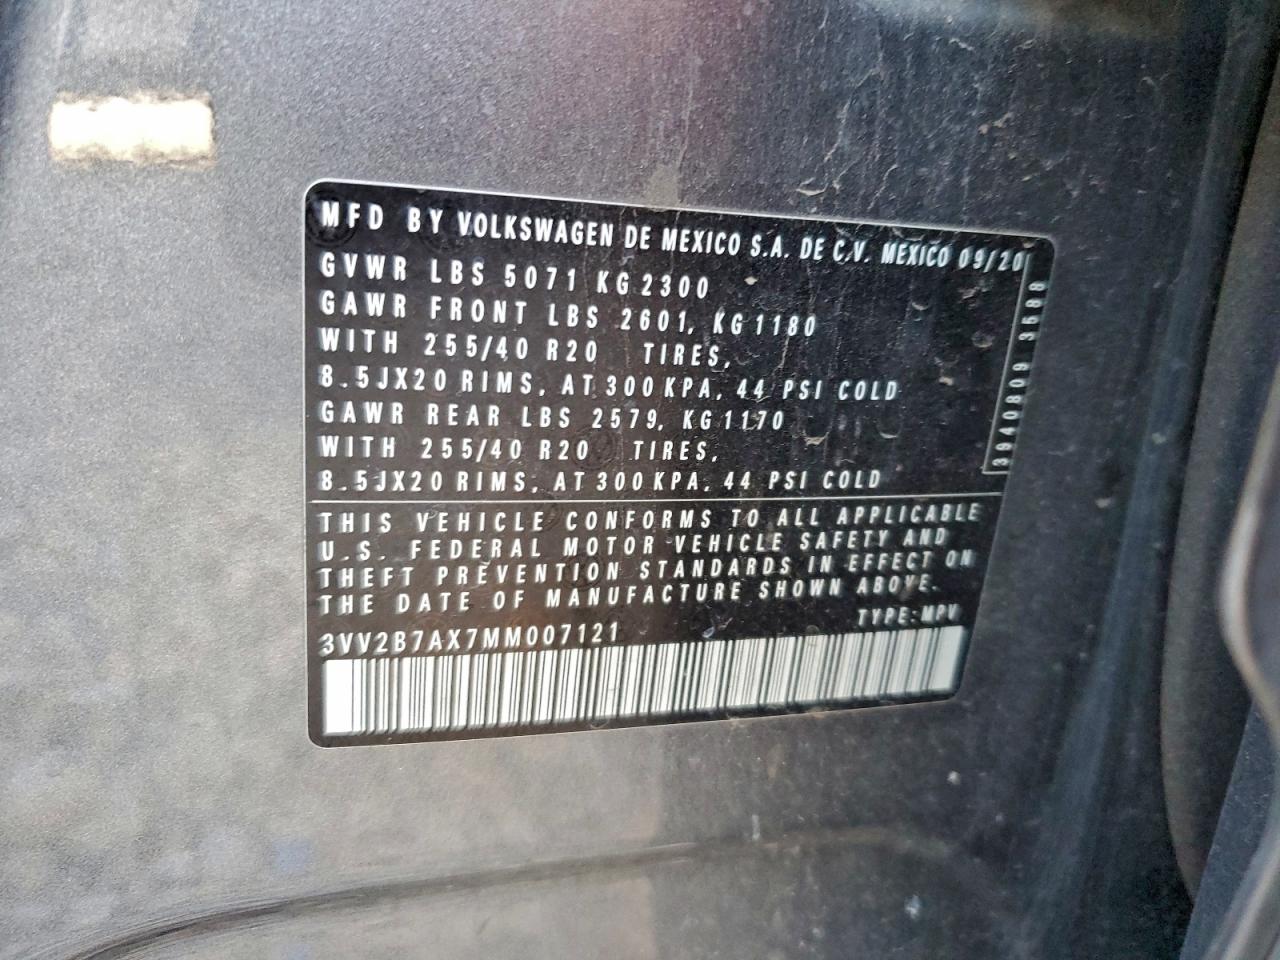 MFD BY VOLKSWAGEN DE MEXICO S.A. DE C.V. MEXICO 09/20
GVWR LBS 5071 KG 2300
GAWR FRONT LBS 2601, KG 1180
WITH 255/40 R20 TIRES,
8.5JX20 RIMS, AT 300 KPA, 44 PSI COLD
GAWR REAR LBS 2579, KG 1170
WITH 255/40 R20 TIRES,
8.5JX20 RIMS, AT 300 KPA, 44 PSI COLD
3940809 3688
THIS VEHICLE CONFORMS TO ALL APPLICABLE
U.S. FEDERAL MOTOR VEHICLE SAFETY AND
THEFT PREVENTION STANDARDS IN EFFECT ON
THE DATE OF MANUFACTURE SHOWN ABOVE.
TYPE: MPV
3VV2B7AX7MM007121